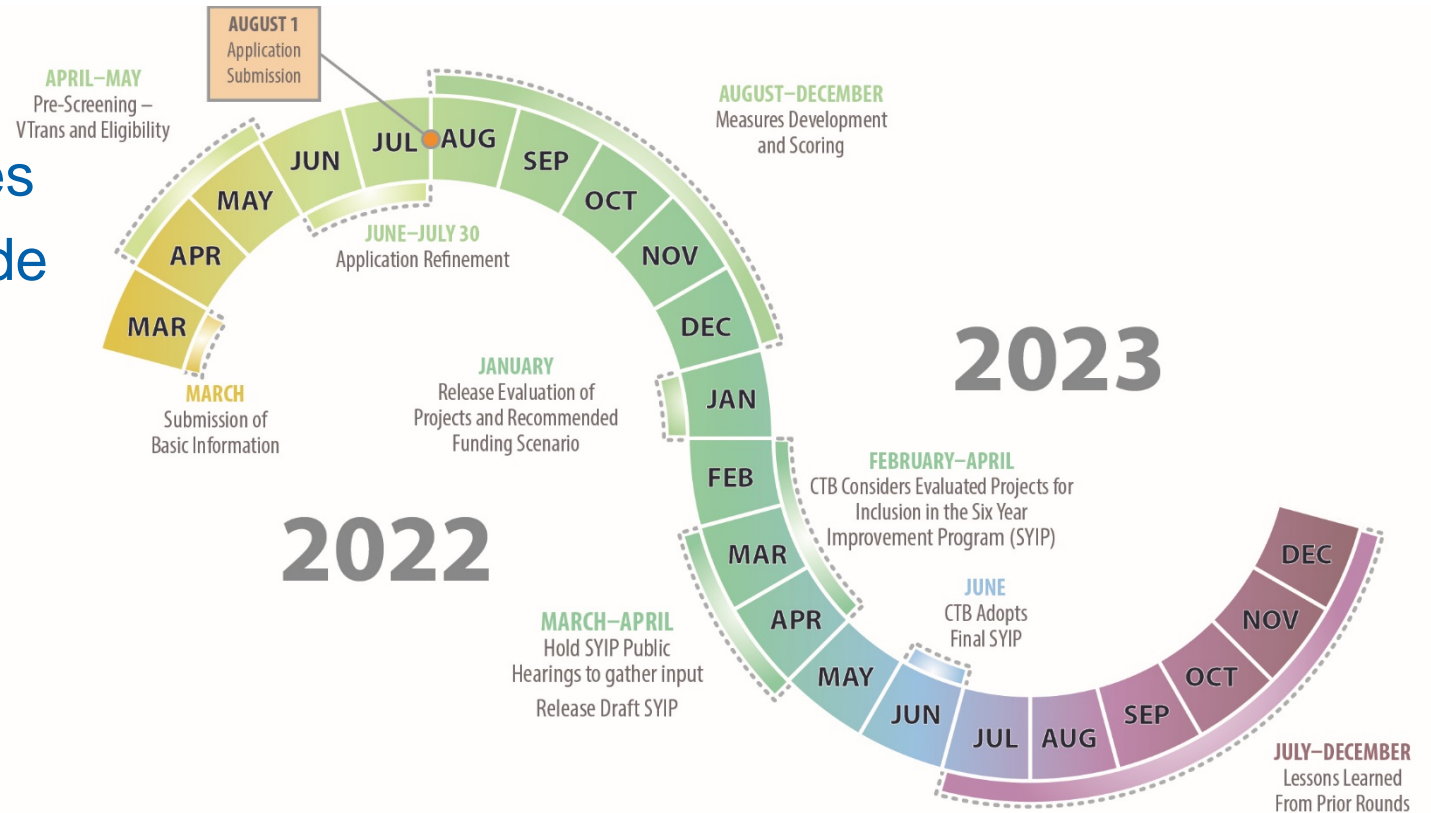 AUGUST 1
Application
Submission
APRIL–MAY
Pre-Screening –
VTrans and Eligibility
es
de
AUGUST–DECEMBER
Measures Development
and Scoring
MAR
APR
MAY
JUN
JUL
AUG
SEP
OCT
NOV
DEC
JUNE–JULY 30
Application Refinement
MARCH
Submission of
Basic Information
2022
JANUARY
Release Evaluation of
Projects and Recommended
Funding Scenario
2023
JAN
FEB
MAR
APR
MAY
JUN
JUL
AUG
SEP
OCT
NOV
DEC
FEBRUARY–APRIL
CTB Considers Evaluated Projects for
Inclusion in the Six Year
Improvement Program (SYIP)
MARCH–APRIL
Hold SYIP Public
Hearings to gather input
Release Draft SYIP
JUNE
CTB Adopts
Final SYIP
JULY–DECEMBER
Lessons Learned
From Prior Rounds